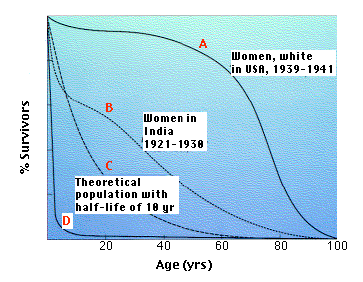 A
Women, white
in USA, 1939-1941
B
Women in
India
1921-1930
C
Theoretical
population with
half-life of 10 yr
D
% Survivors
20 40 60 80 100
Age (yrs)